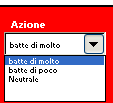 Azione
batte di molto
batte di molto
batte di poco
Neutrale